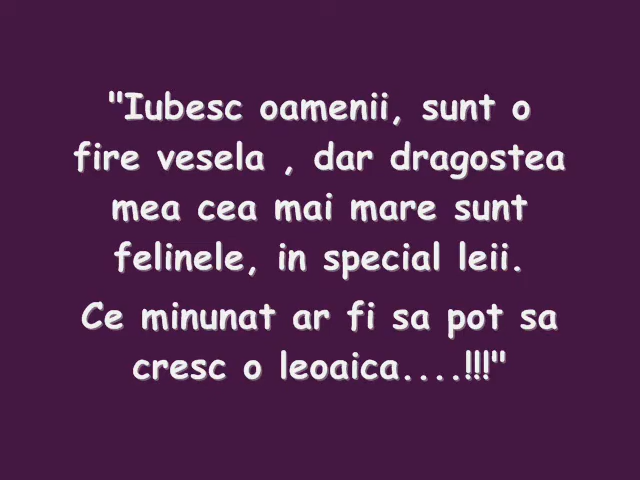 "Iubesc oamenii, sunt o
fire vesela , dar dragostea
mea cea mai mare sunt
felinele, in special leii.
Ce minunat ar fi sa pot sa
cresc o leoaica....!!!"